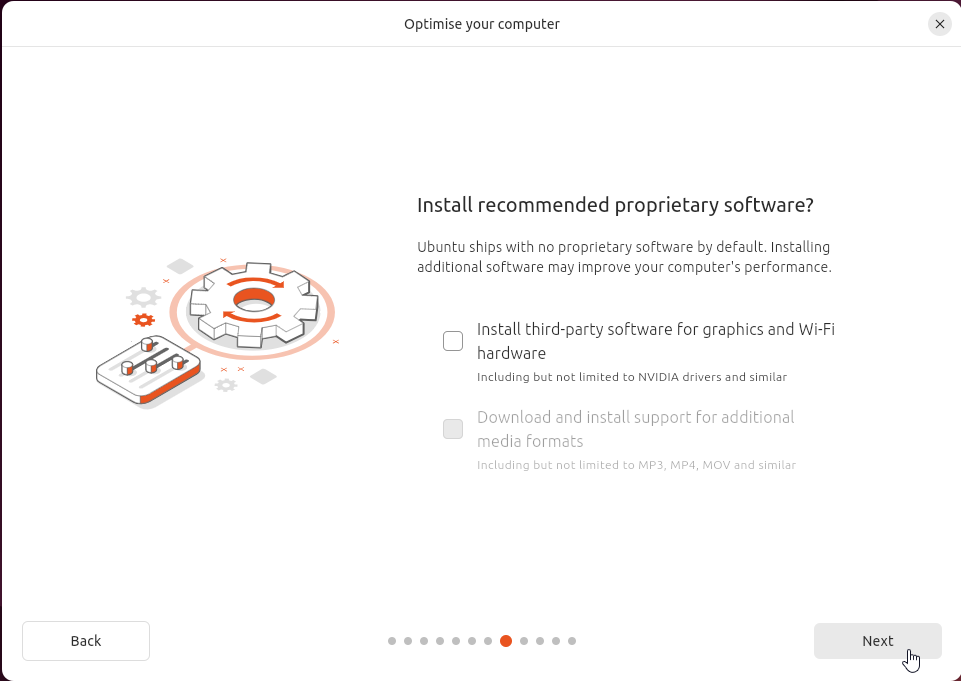 Optimise your computer
Install recommended proprietary software?
Ubuntu ships with no proprietary software by default. Installing
additional software may improve your computer's performance.
Install third-party software for graphics and Wi-Fi
hardware
Including but not limited to NVIDIA drivers and similar
Download and install support for additional
media formats
Including but not limited to MP3, MP4, MOV and similar
Back
Next